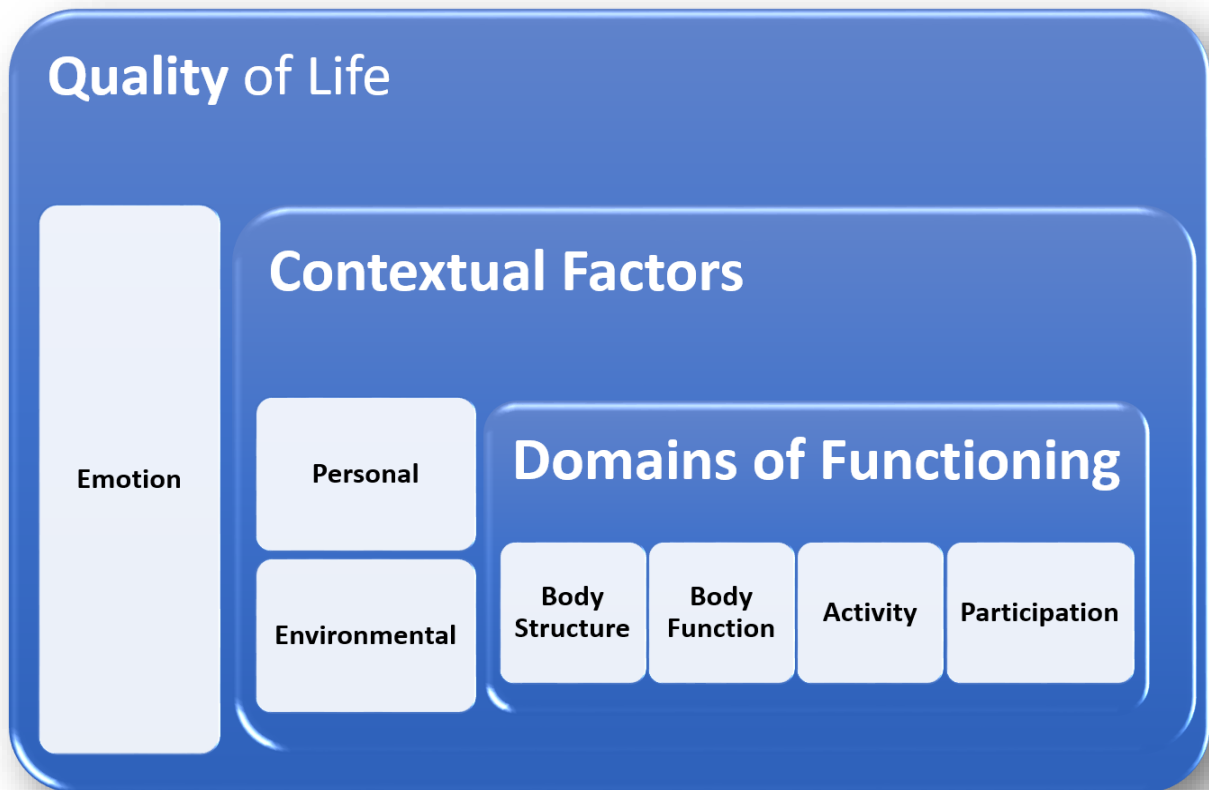 Quality of Life
Contextual Factors
Emotion
Personal
Domains of Functioning
Environmental
Body
Structure
Body
Function
Activity
Participation